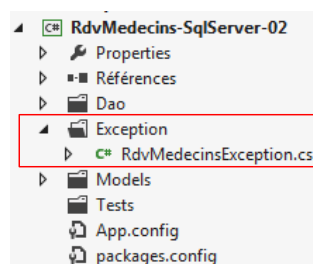 C# RdvMedecins-SqlServer-02
Properties
Références
Dao
Exception
C# RdvMedecinsException.cs
Models
Tests
App.config
packages.config